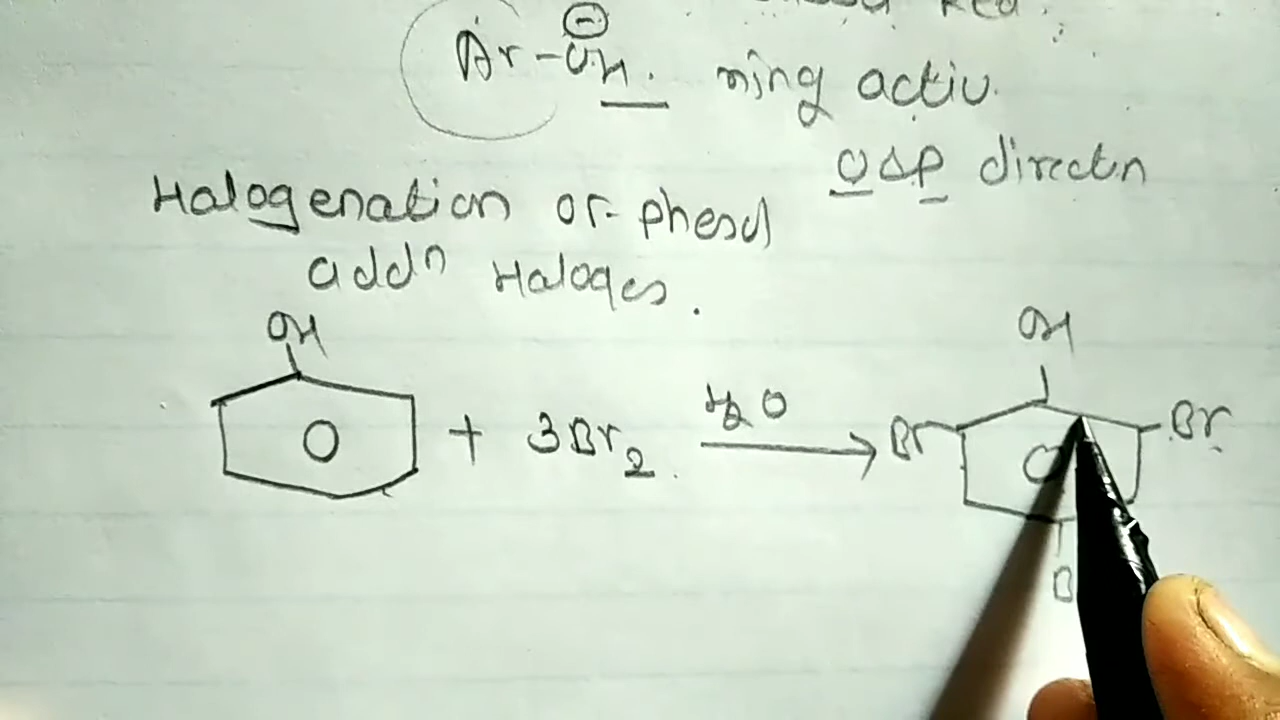 Ar-OH. ring activ.
O & P directn
Halogenation of phenol
addn Haloges.
OH OH
+ 3Br2. H2O Br Br
B